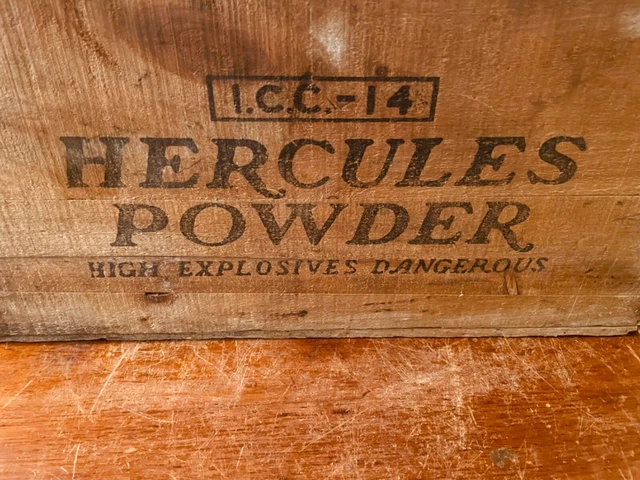 I.C.C.-14
HERCULES
POWDER
HIGH EXPLOSIVES DANGEROUS